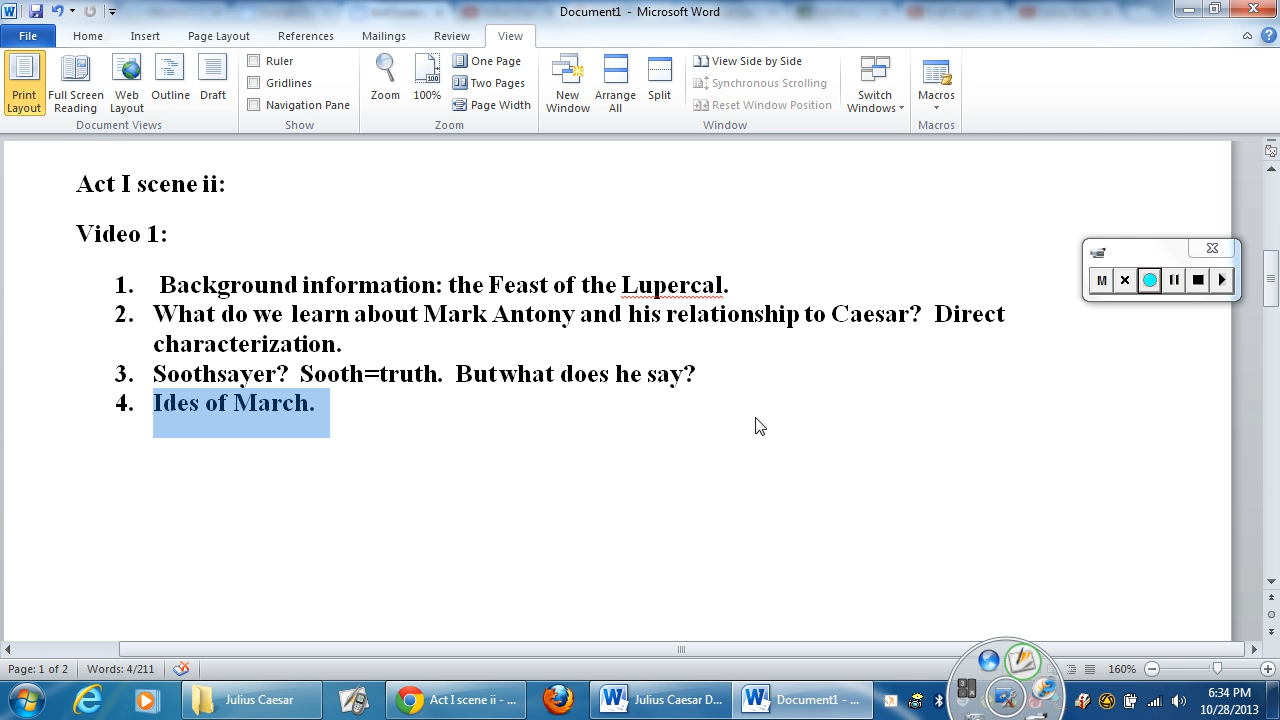 Document1 - Microsoft Word
File Home Insert Page Layout References Mailings Review View
Print Layout
Full Screen Reading
Web Layout
Outline
Draft
Document Views
Ruler
Gridlines
Navigation Pane
Show
Zoom
100%
One Page
Two Pages
Page Width
Zoom
New Window
Arrange All
Split
View Side by Side
Synchronous Scrolling
Reset Window Position
Window
Switch Windows
Macros
Macros
Act I scene ii:
Video 1:
1. Background information: the Feast of the Lupercal.
2. What do we learn about Mark Antony and his relationship to Caesar? Direct
characterization.
3. Soothsayer? Sooth=truth. But what does he say?
4. Ides of March.
M
Page: 1 of 2 Words: 4/211 160%
Julius Caesar Act I scene ii - ... Julius Caesar D... Document1 - ... 6:34 PM
10/28/2013